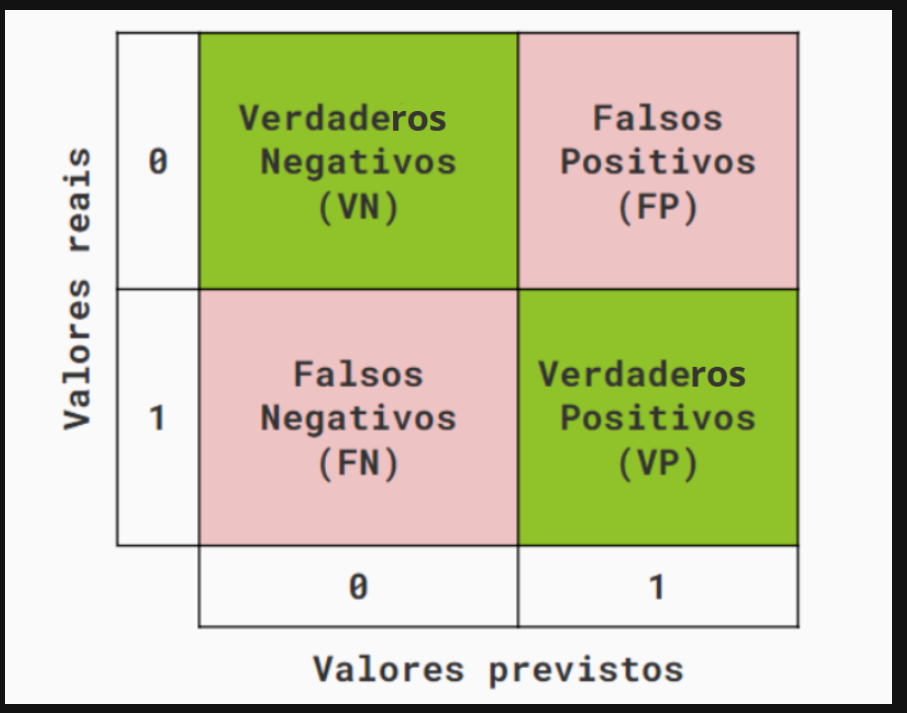 Verdaderos
Negativos
(VN)
Falsos
Positivos
(FP)
0
Valores reais
Falsos
Negativos
(FN)
Verdaderos
Positivos
(VP)
1
0
1
Valores previstos